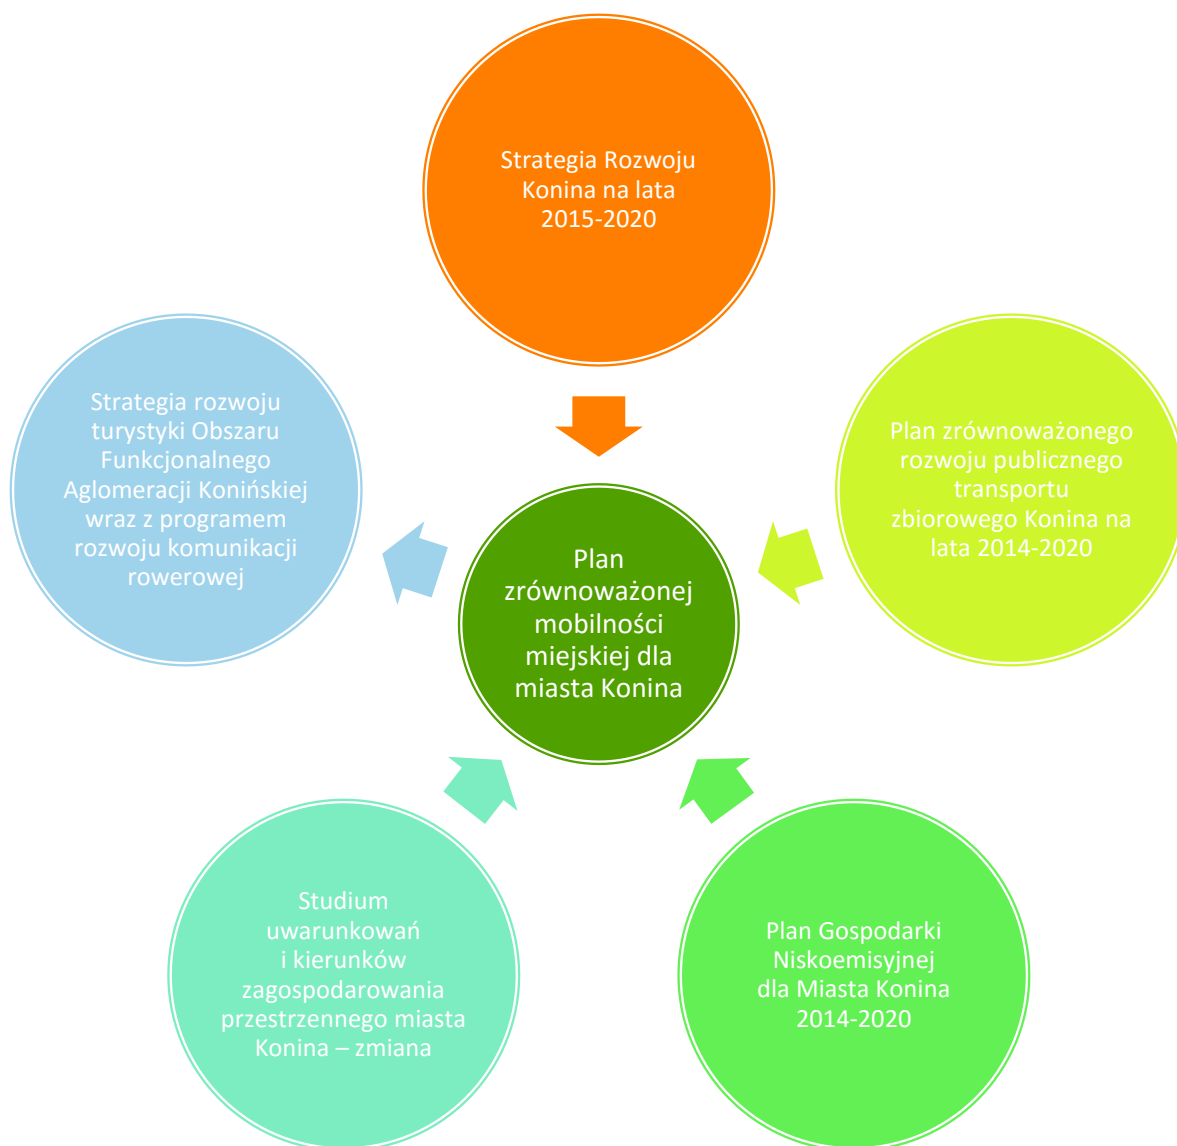 Strategia Rozwoju
Konina na lata
2015-2020
Strategia rozwoju
turystyki Obszaru
Funkcjonalnego
Aglomeracji Konińskiej
wraz z programem
rozwoju komunikacji
rowerowej
Plan zrównoważonego
rozwoju publicznego
transportu
zbiorowego Konina na
lata 2014-2020
Plan
zrównoważonej
mobilności
miejskiej dla
miasta Konina
Studium
uwarunkowań
i kierunków
zagospodarowania
przestrzennego miasta
Konina – zmiana
Plan Gospodarki
Niskoemisyjnej
dla Miasta Konina
2014-2020